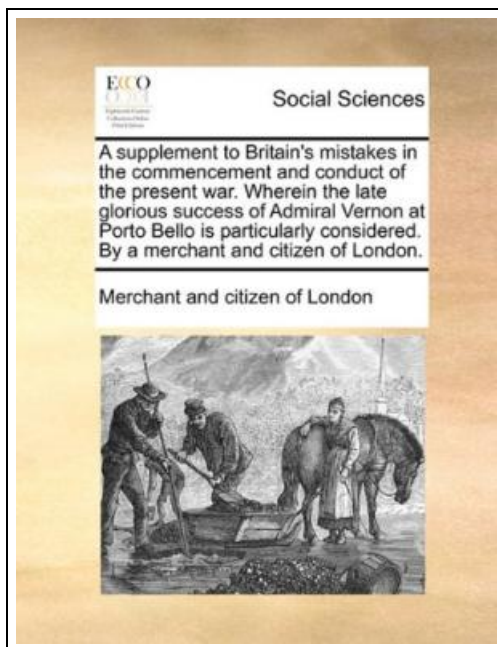 ECCO
Social Sciences
A supplement to Britain's mistakes in
the commencement and conduct of
the present war. Wherein the late
glorious success of Admiral Vernon at
Porto Bello is particularly considered.
By a merchant and citizen of London.
Merchant and citizen of London